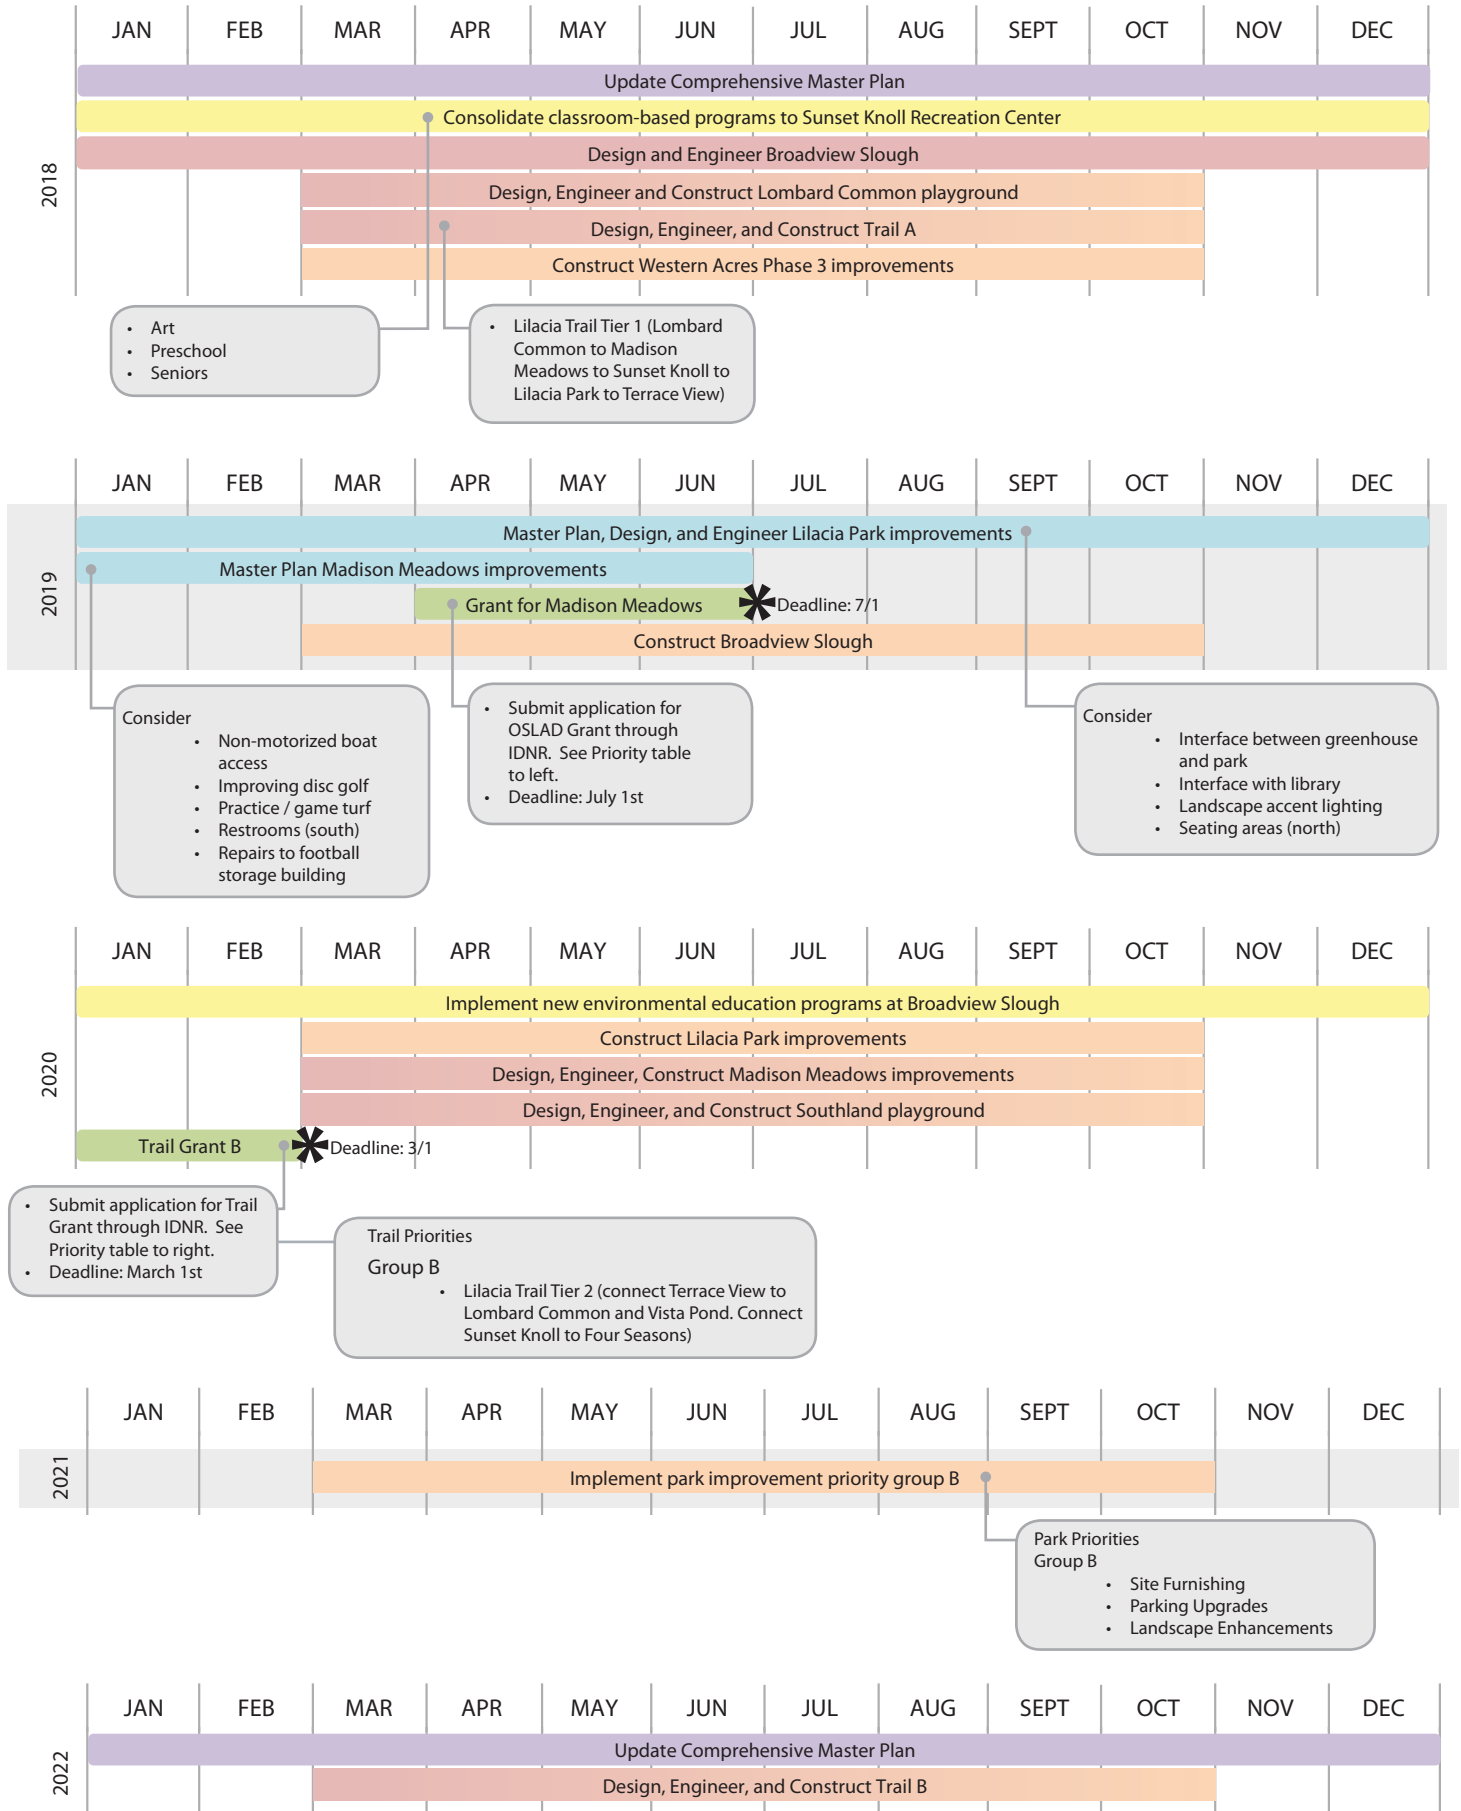 JAN FEB MAR APR MAY JUN JUL AUG SEPT OCT NOV DEC
2018
Update Comprehensive Master Plan
Consolidate classroom-based programs to Sunset Knoll Recreation Center
Design and Engineer Broadview Slough
Design, Engineer and Construct Lombard Common playground
Design, Engineer, and Construct Trail A
Construct Western Acres Phase 3 improvements
• Art
• Preschool
• Seniors
• Lilacia Trail Tier 1 (Lombard
Common to Madison
Meadows to Sunset Knoll to
Lilacia Park to Terrace View)
JAN FEB MAR APR MAY JUN JUL AUG SEPT OCT NOV DEC
2019
Master Plan, Design, and Engineer Lilacia Park improvements
Master Plan Madison Meadows improvements
Grant for Madison Meadows
Deadline: 7/1
Construct Broadview Slough
Consider
• Non-motorized boat
access
• Improving disc golf
• Practice / game turf
• Restrooms (south)
• Repairs to football
storage building
• Submit application for
OSLAD Grant through
IDNR. See Priority table
to left.
• Deadline: July 1st
Consider
• Interface between greenhouse
and park
• Interface with library
• Landscape accent lighting
• Seating areas (north)
JAN FEB MAR APR MAY JUN JUL AUG SEPT OCT NOV DEC
2020
Implement new environmental education programs at Broadview Slough
Construct Lilacia Park improvements
Design, Engineer, Construct Madison Meadows improvements
Design, Engineer, and Construct Southland playground
Trail Grant B
Deadline: 3/1
• Submit application for Trail
Grant through IDNR. See
Priority table to right.
• Deadline: March 1st
Trail Priorities
Group B
• Lilacia Trail Tier 2 (connect Terrace View to
Lombard Common and Vista Pond. Connect
Sunset Knoll to Four Seasons)
JAN FEB MAR APR MAY JUN JUL AUG SEPT OCT NOV DEC
2021
Implement park improvement priority group B
Park Priorities
Group B
• Site Furnishing
• Parking Upgrades
• Landscape Enhancements
JAN FEB MAR APR MAY JUN JUL AUG SEPT OCT NOV DEC
2022
Update Comprehensive Master Plan
Design, Engineer, and Construct Trail B